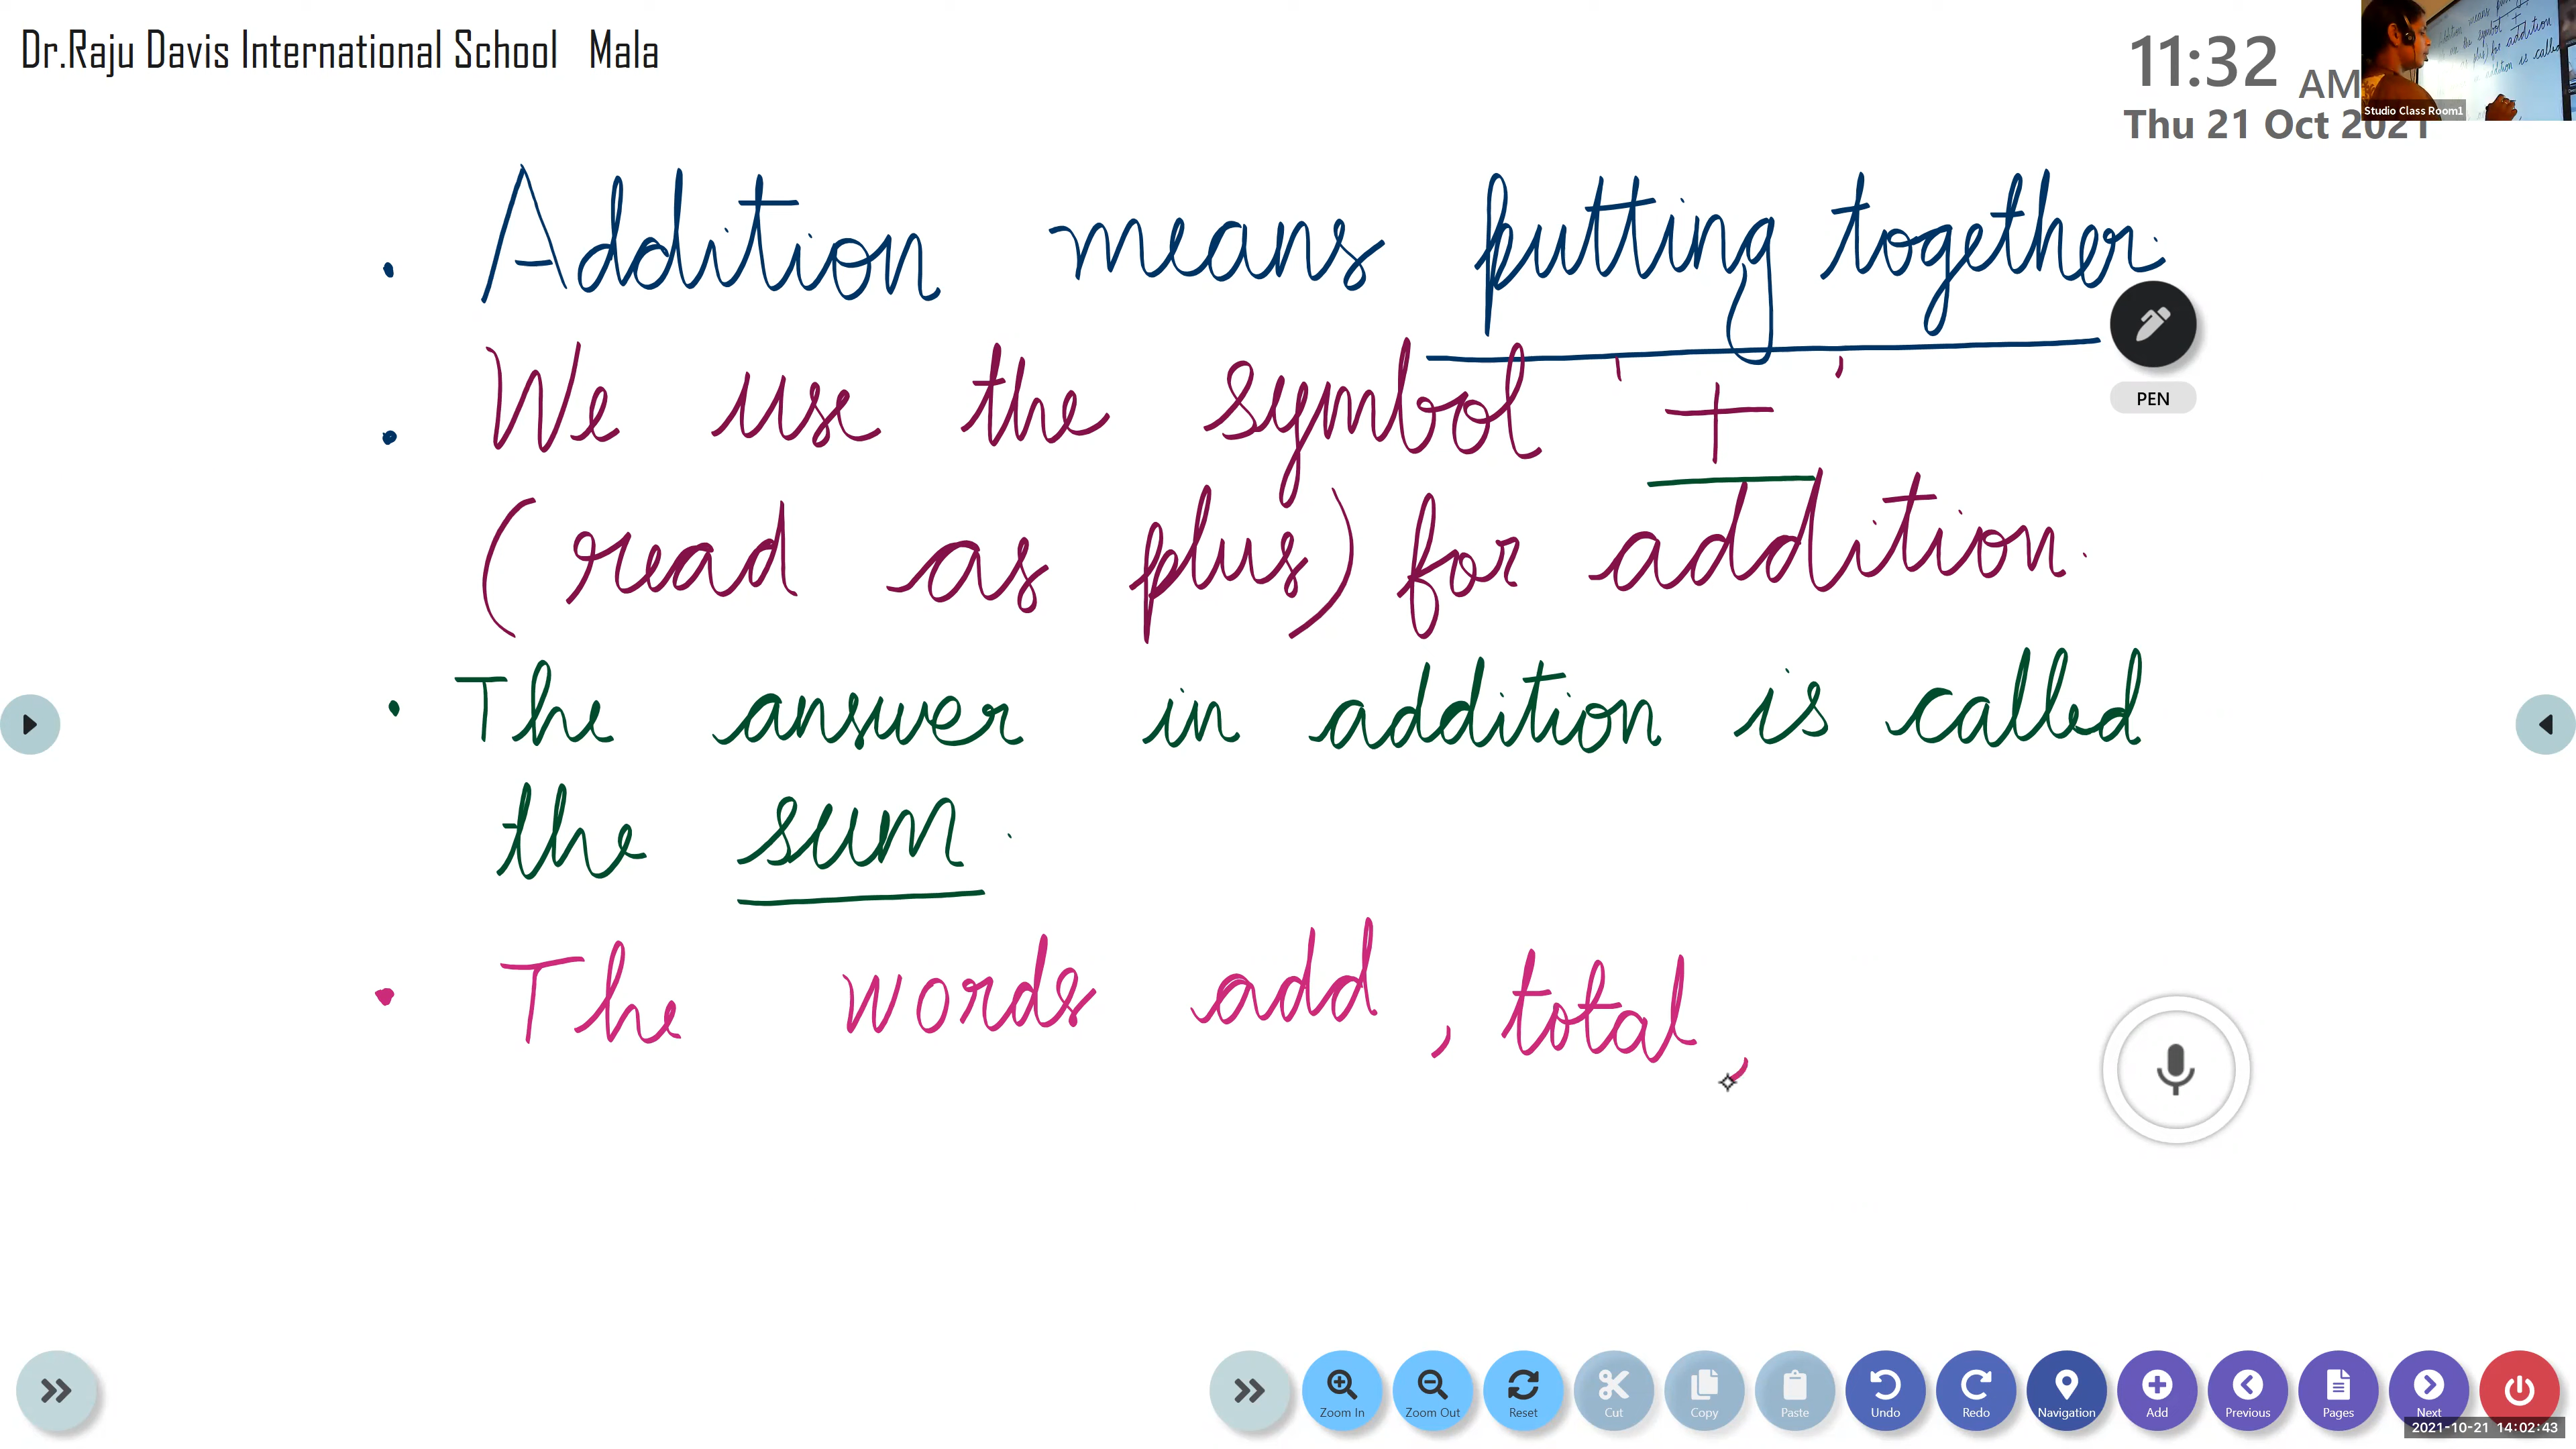 Dr.Raju Davis International School Mala
11:32 AM
Thu 21 Oct 2021
Studio Class Room1
• Addition means putting together.
PEN
• We use the symbol '+'
(read as plus) for addition.
• The answer in addition is called
the sum.
• The words add, total,
Zoom In
Zoom Out
Reset
Cut
Copy
Paste
Undo
Redo
Navigation
Add
Previous
Pages
Next
2021-10-21 14:02:43